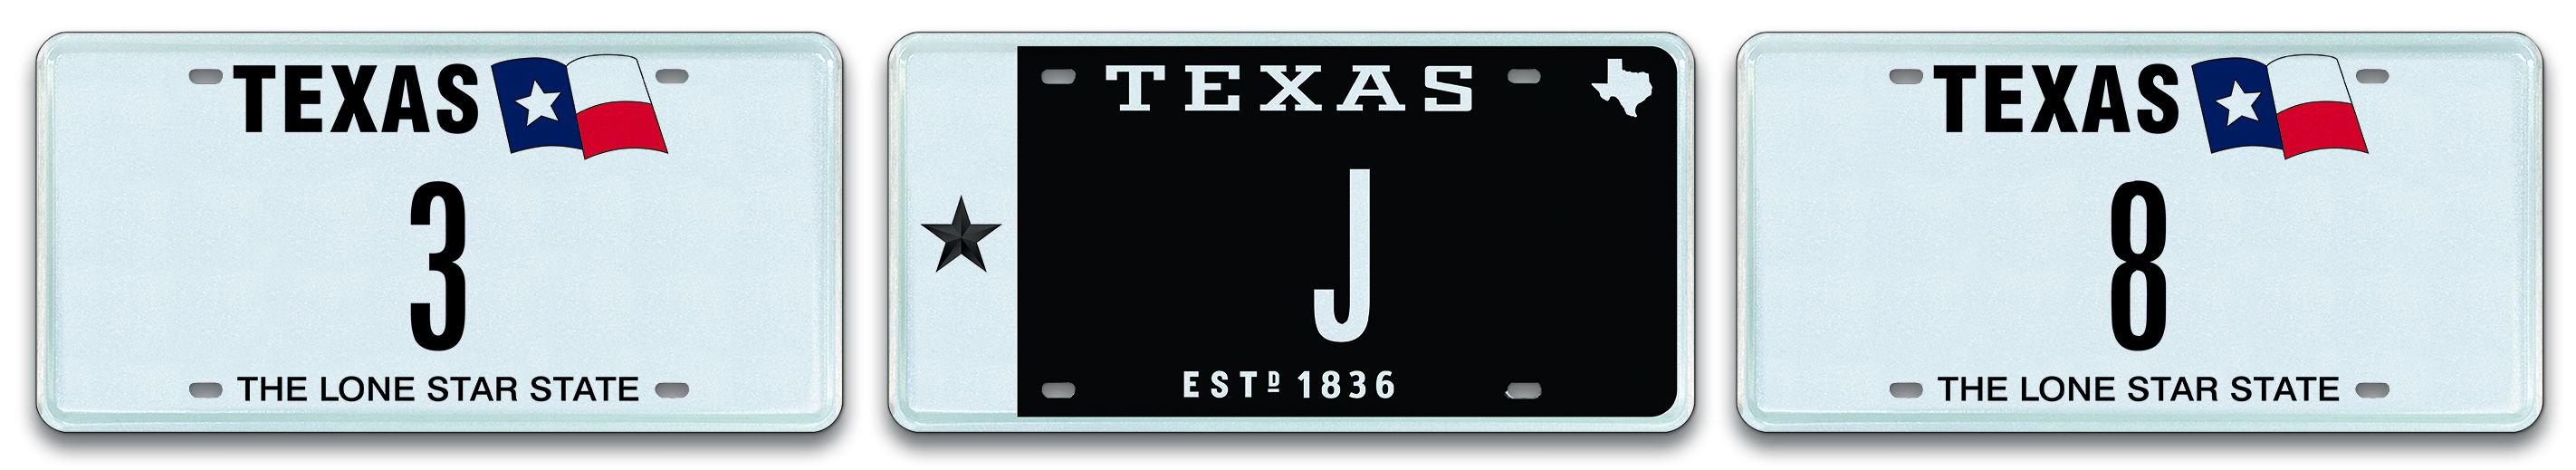 TEXAS
3
THE LONE STAR STATE
TEXAS
J
ESTD 1836
TEXAS
8
THE LONE STAR STATE